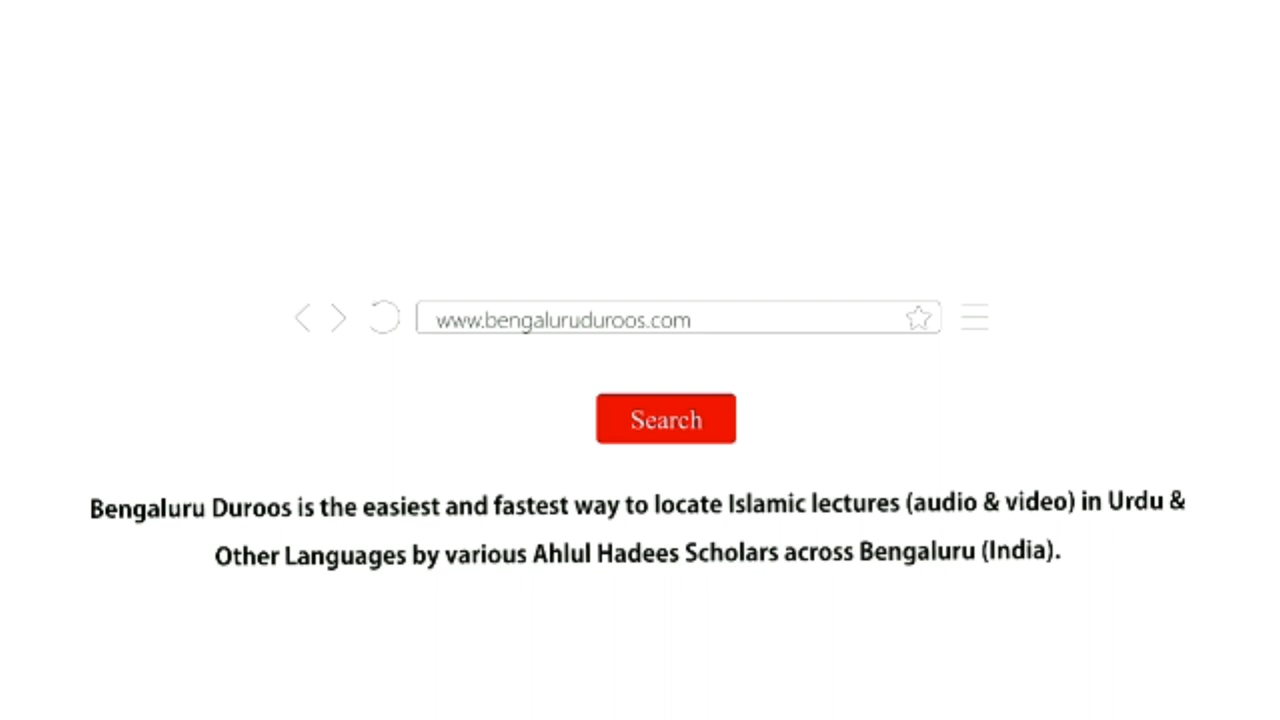 www.bengaluruduroos.com
Search
Bengaluru Duroos is the easiest and fastest way to locate Islamic lectures (audio & video) in Urdu &
Other Languages by various Ahlul Hadees Scholars across Bengaluru (India).